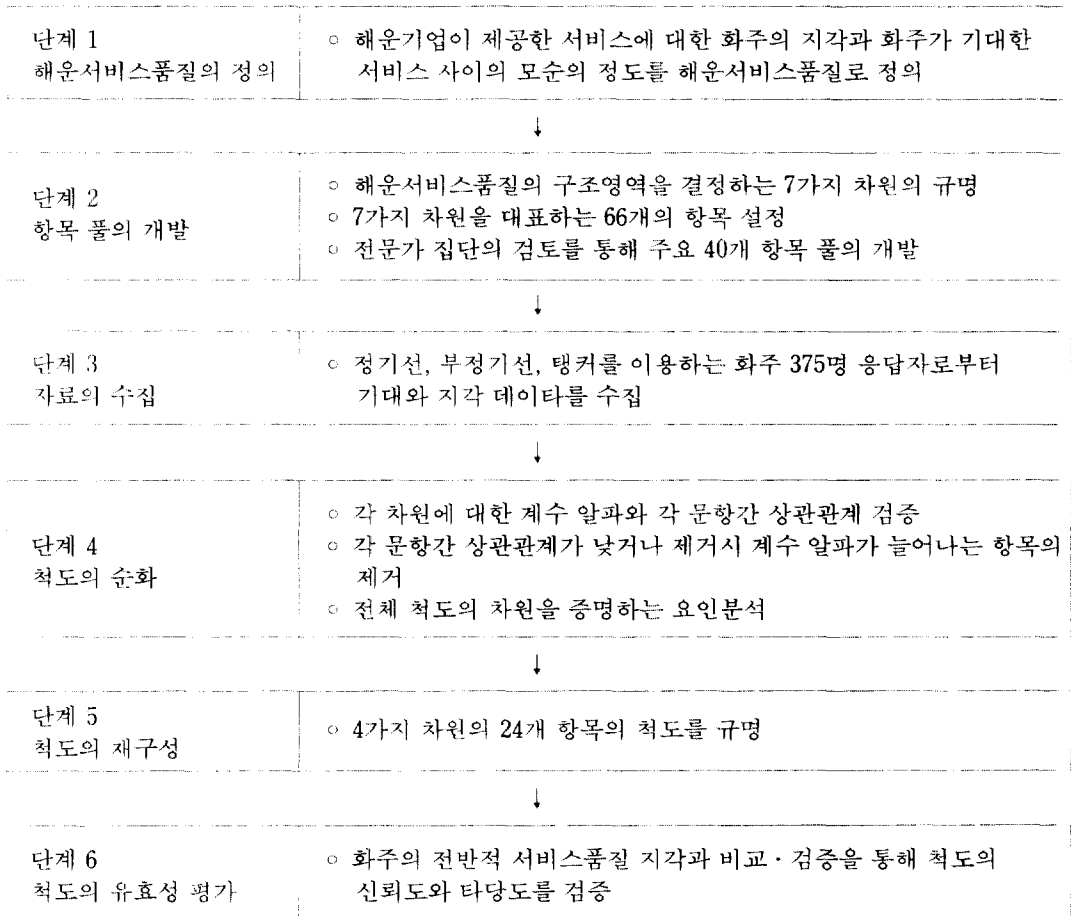 단계 1
해운서비스품질의 정의
○ 해운기업이 제공한 서비스에 대한 화주의 지각과 화주가 기대한
서비스 사이의 모순의 정도를 해운서비스품질로 정의
↓
단계 2
항목 풀의 개발
○ 해운서비스품질의 구조영역을 결정하는 7가지 차원의 규명
○ 7가지 차원을 대표하는 66개의 항목 설정
○ 전문가 집단의 검토를 통해 주요 40개 항목 풀의 개발
↓
단계 3
자료의 수집
○ 정기선, 부정기선, 탱커를 이용하는 화주 375명 응답자로부터
기대와 지각 데이타를 수집
↓
단계 4
척도의 순화
○ 각 차원에 대한 계수 알파와 각 문항간 상관관계 검증
○ 각 문항간 상관관계가 낮거나 제거시 계수 알파가 늘어나는 항목의
제거
○ 전체 척도의 차원을 증명하는 요인분석
↓
단계 5
척도의 재구성
○ 4가지 차원의 24개 항목의 척도를 규명
↓
단계 6
척도의 유효성 평가
○ 화주의 전반적 서비스품질 지각과 비교·검증을 통해 척도의
신뢰도와 타당도를 검증